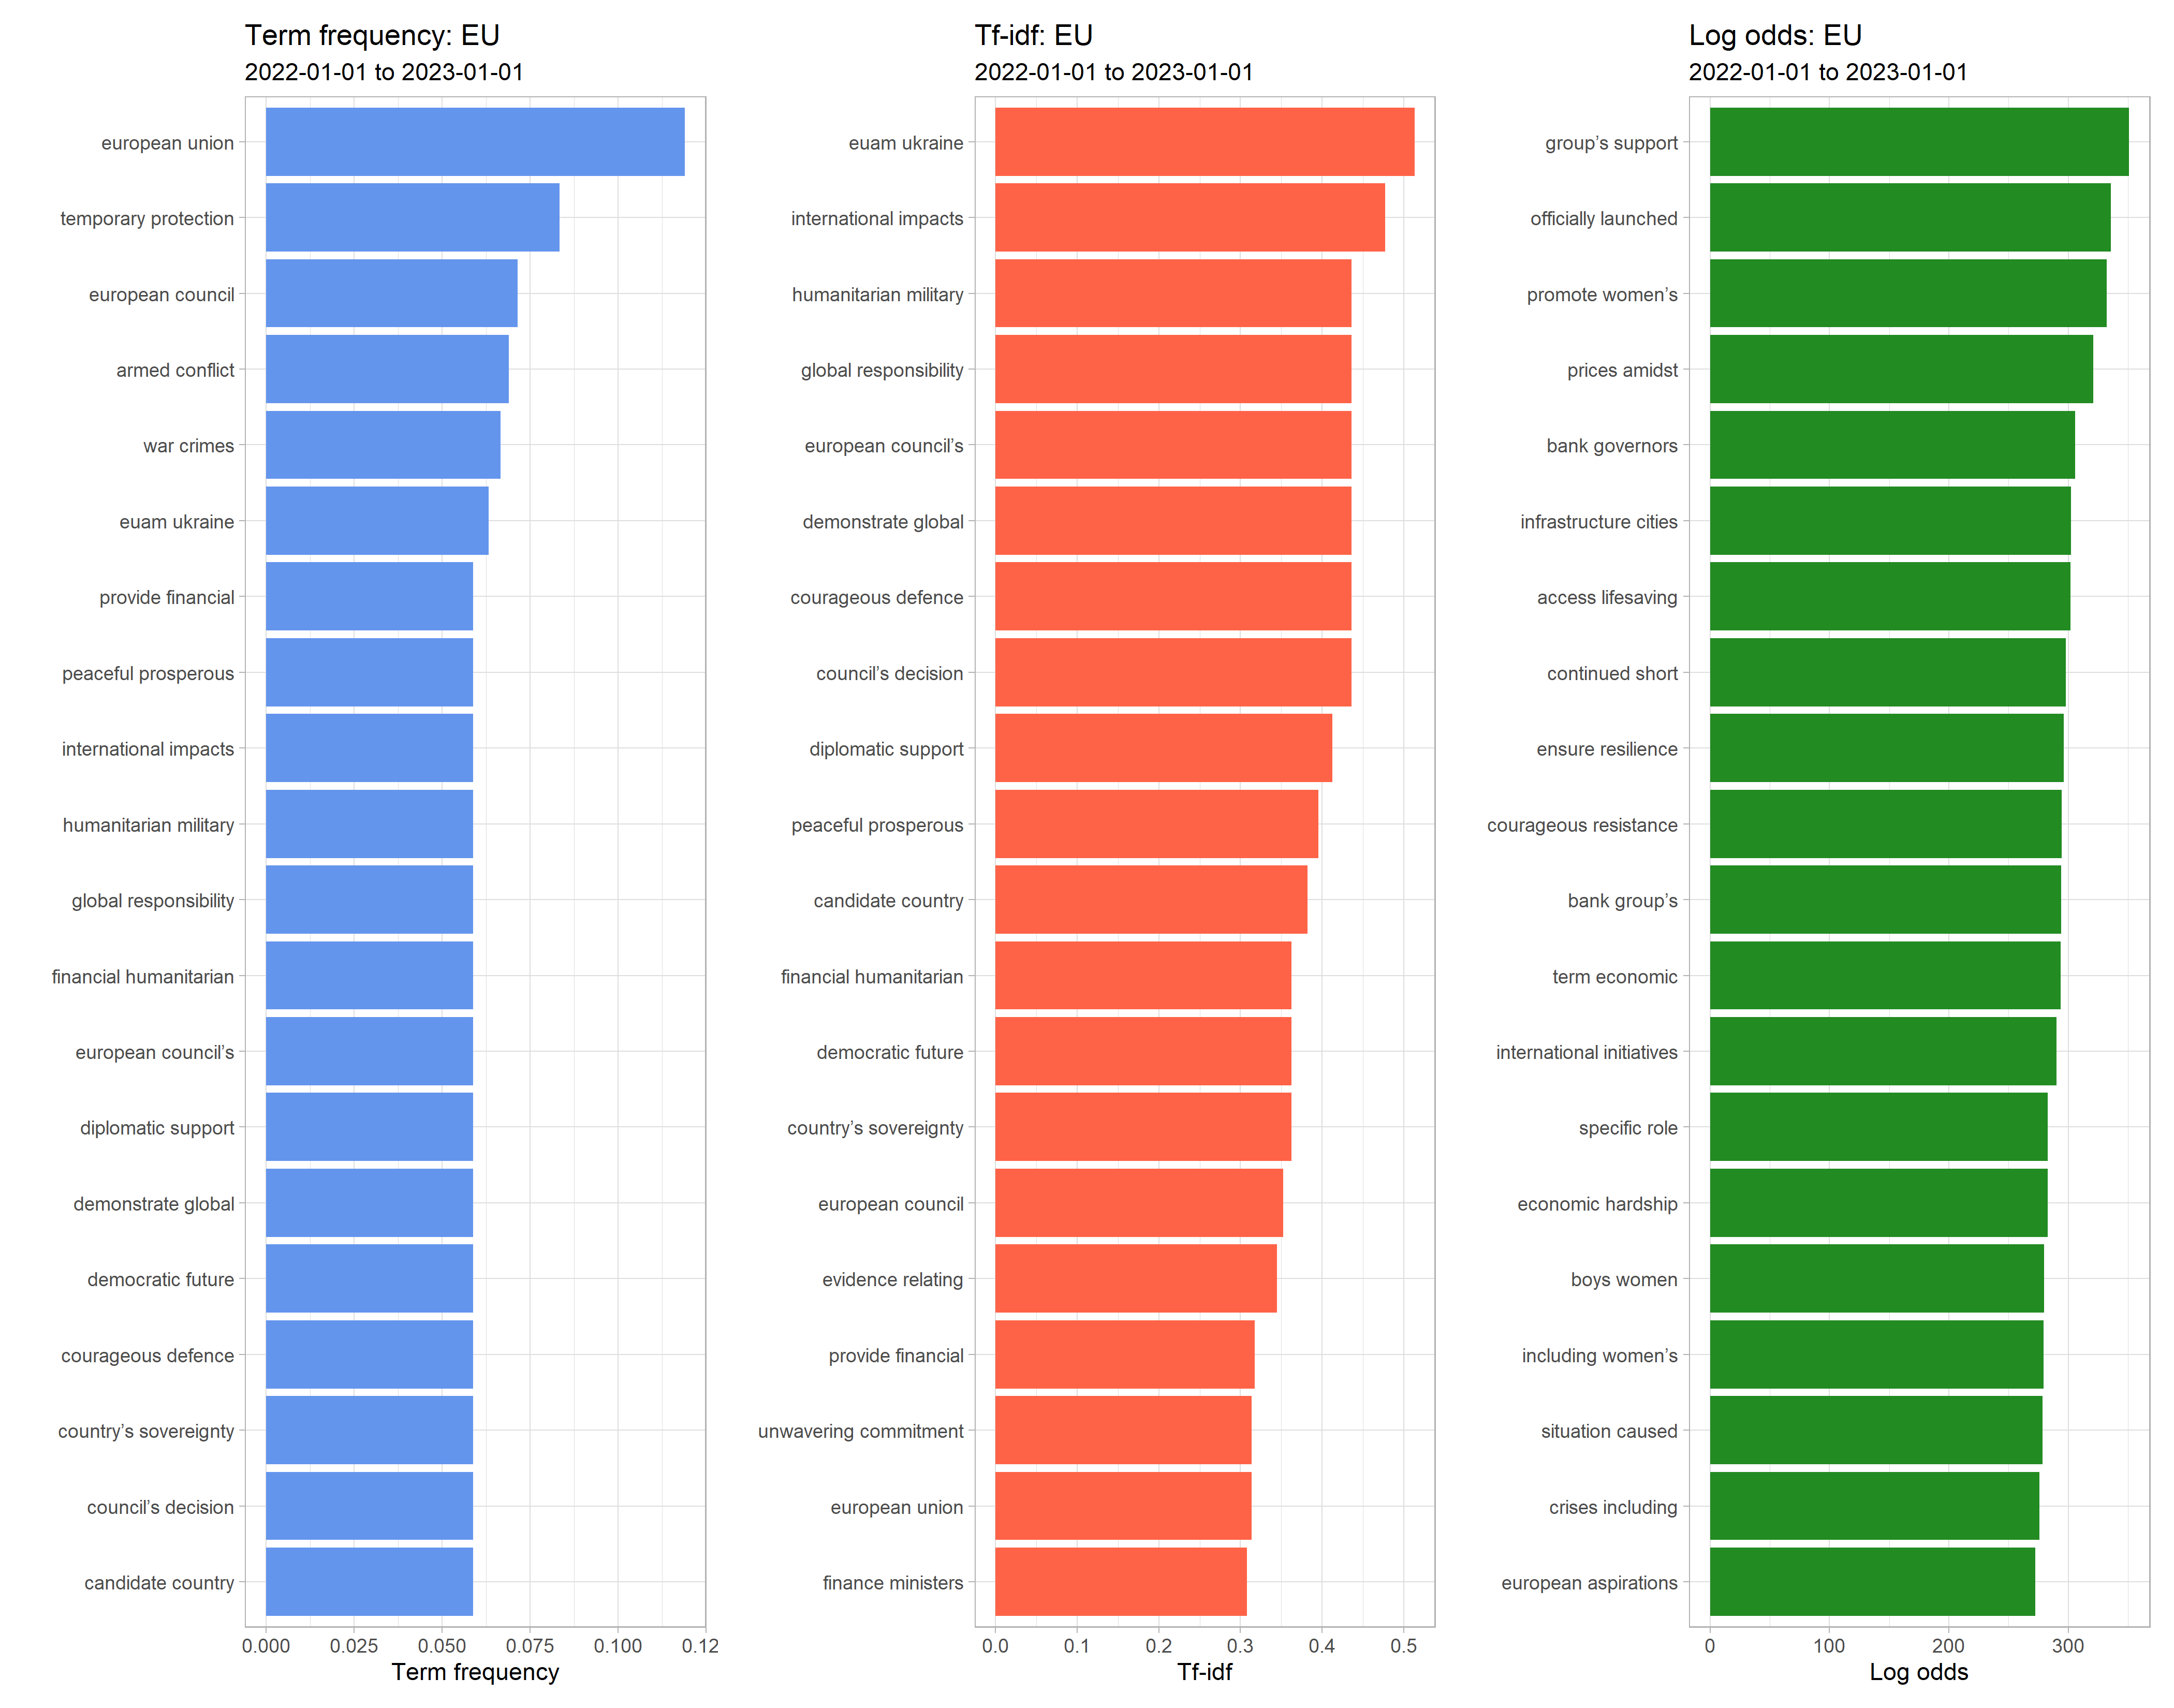 Term frequency: EU
2022-01-01 to 2023-01-01
european union
temporary protection
european council
armed conflict
war crimes
euam ukraine
provide financial
peaceful prosperous
international impacts
humanitarian military
global responsibility
financial humanitarian
european council’s
diplomatic support
demonstrate global
democratic future
courageous defence
country’s sovereignty
council’s decision
candidate country
0.000 0.025 0.050 0.075 0.100 0.12
Term frequency
Tf-idf: EU
2022-01-01 to 2023-01-01
euam ukraine
international impacts
humanitarian military
global responsibility
european council’s
demonstrate global
courageous defence
council’s decision
diplomatic support
peaceful prosperous
candidate country
financial humanitarian
democratic future
country’s sovereignty
european council
evidence relating
provide financial
unwavering commitment
european union
finance ministers
0.0 0.1 0.2 0.3 0.4 0.5
Tf-idf
Log odds: EU
2022-01-01 to 2023-01-01
group’s support
officially launched
promote women’s
prices amidst
bank governors
infrastructure cities
access lifesaving
continued short
ensure resilience
courageous resistance
bank group’s
term economic
international initiatives
specific role
economic hardship
boys women
including women’s
situation caused
crises including
european aspirations
0 100 200 300
Log odds